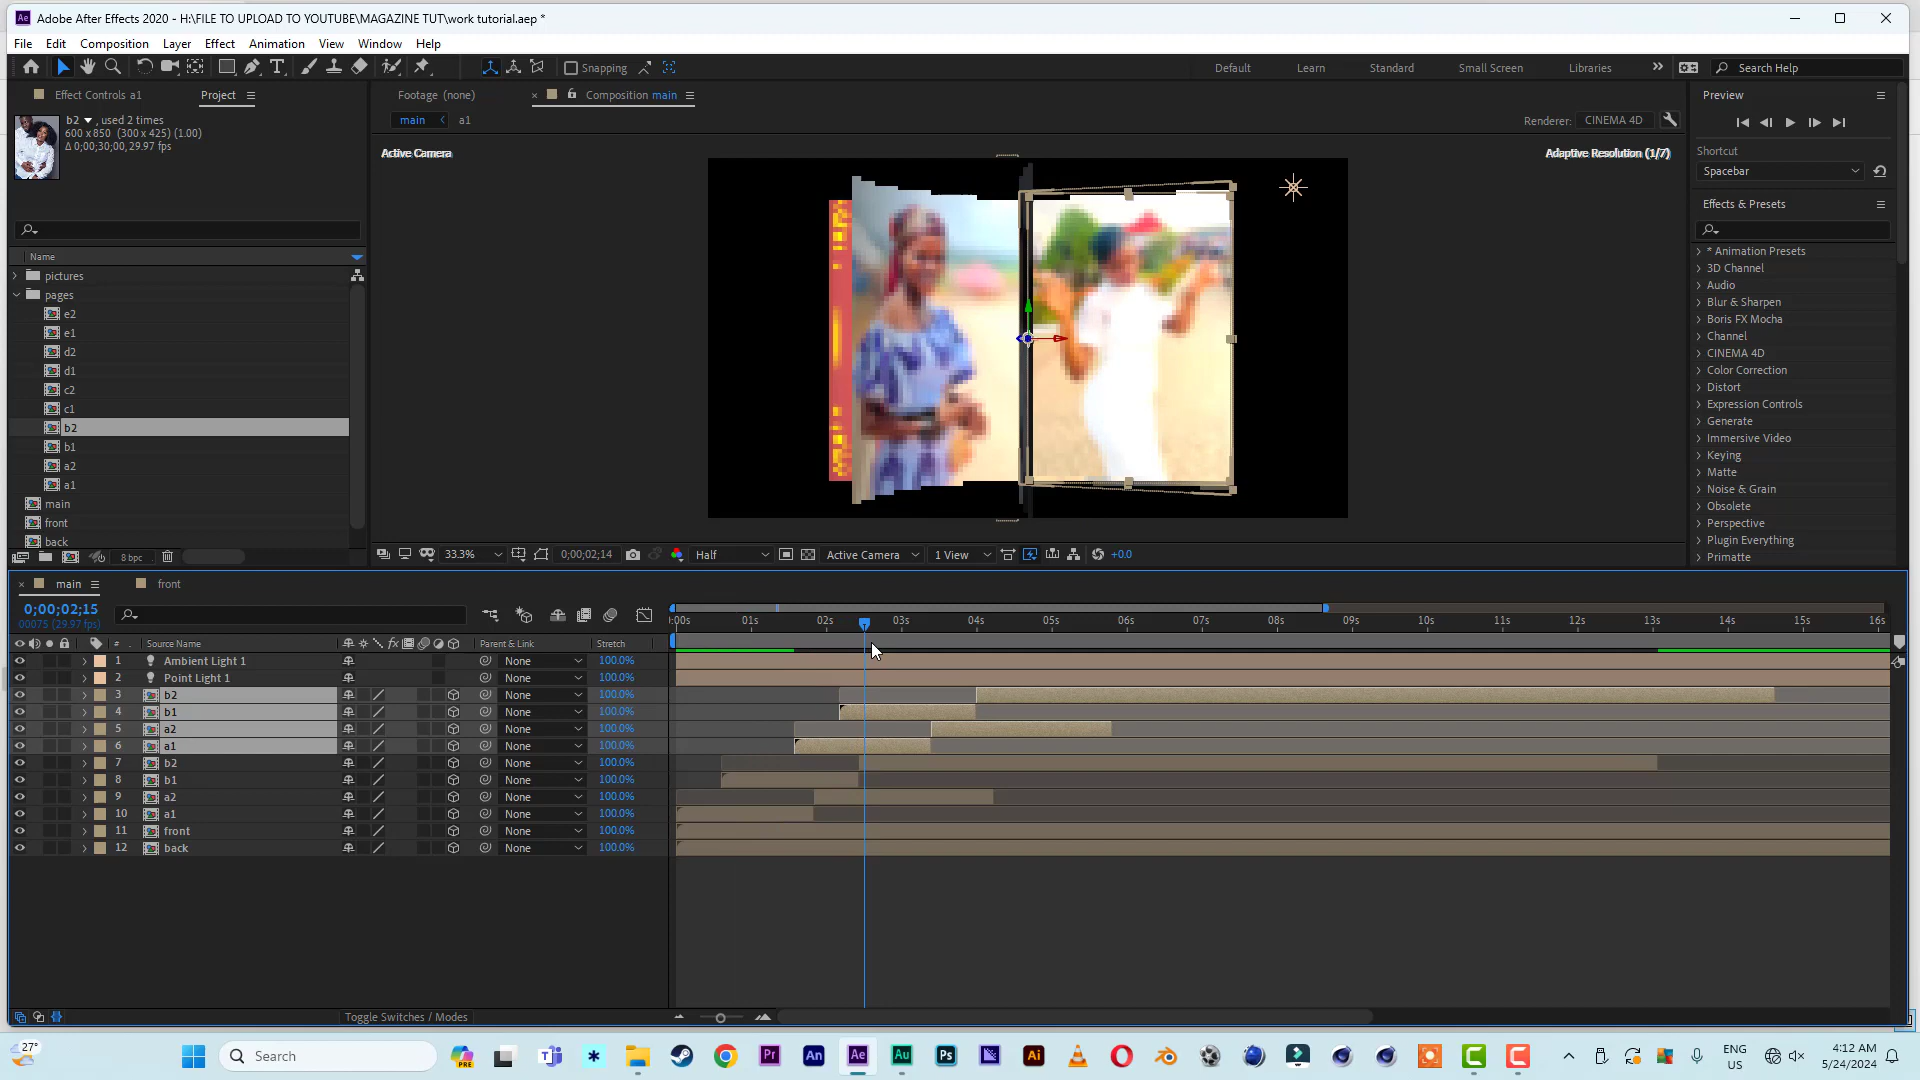 Adobe After Effects 2020 - H:\FILE TO UPLOAD TO YOUTUBE\MAGAZINE TUT\work tutorial.aep *
File Edit Composition Layer Effect Animation View Window Help
Snapping
Default Learn Standard Small Screen Libraries
Search Help
Effect Controls a1
Project
Footage (none)
Composition main
Preview
b2 , used 2 times
600 x 850 (300 x 425) (1.00)
Δ 0;00;30;00, 29.97 fps
main a1
Renderer: CINEMA 4D
Shortcut
Spacebar
Active Camera
Adaptive Resolution (1/7)
Effects & Presets
Name
pictures
pages
e2
e1
d2
d1
c2
c1
b2
b1
a2
a1
main
front
back
8 bpc
* Animation Presets
3D Channel
Audio
Blur & Sharpen
Boris FX Mocha
Channel
CINEMA 4D
Color Correction
Distort
Expression Controls
Generate
Immersive Video
Keying
Matte
Noise & Grain
Obsolete
Perspective
Plugin Everything
Primatte
33.3% 0;00;02;14 Half Active Camera 1 View +0.0
main front
0;00;02;15
00075 (29.97 fps)
:00s 01s 02s 03s 04s 05s 06s 07s 08s 09s 10s 11s 12s 13s 14s 15s 16s
# Source Name Parent & Link Stretch
1 Ambient Light 1 None 100.0%
2 Point Light 1 None 100.0%
3 b2 None 100.0%
4 b1 None 100.0%
5 a2 None 100.0%
6 a1 None 100.0%
7 b2 None 100.0%
8 b1 None 100.0%
9 a2 None 100.0%
10 a1 None 100.0%
11 front None 100.0%
12 back None 100.0%
Toggle Switches / Modes
27°
Search
ENG
US
4:12 AM
5/24/2024